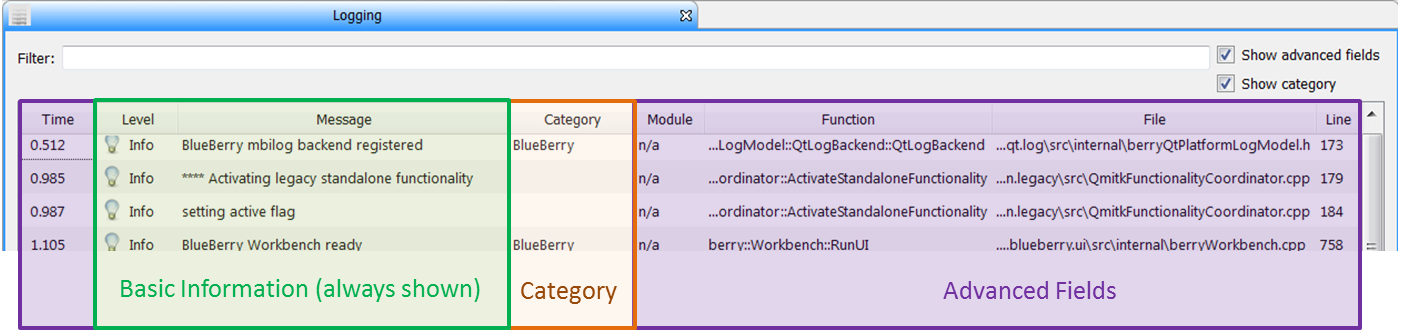 Logging
Filter:
Show advanced fields
Show category
Time Level Message Category Module Function File Line
0.512 Info BlueBerry mbilog backend registered BlueBerry n/a ...LogModel::QtLogBackend::QtLogBackend ...qt.log\src\internal\berryQtPlatformLogModel.h 173
0.985 Info **** Activating legacy standalone functionality n/a ...ordinator::ActivateStandaloneFunctionality ...n.legacy\src\QmitkFunctionalityCoordinator.cpp 179
0.987 Info setting active flag n/a ...ordinator::ActivateStandaloneFunctionality ...n.legacy\src\QmitkFunctionalityCoordinator.cpp 184
1.105 Info BlueBerry Workbench ready BlueBerry n/a berry::Workbench::RunUI ....blueberry.ui\src\internal\berryWorkbench.cpp 758
Basic Information (always shown) Category Advanced Fields